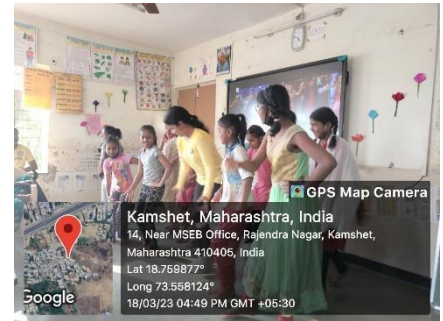 GPS Map Camera
Kamshet, Maharashtra, India
14, Near MSEB Office, Rajendra Nagar, Kamshet,
Maharashtra 410405, India
Lat 18.759877°
Long 73.558124°
18/03/23 04:49 PM GMT +05:30
Google